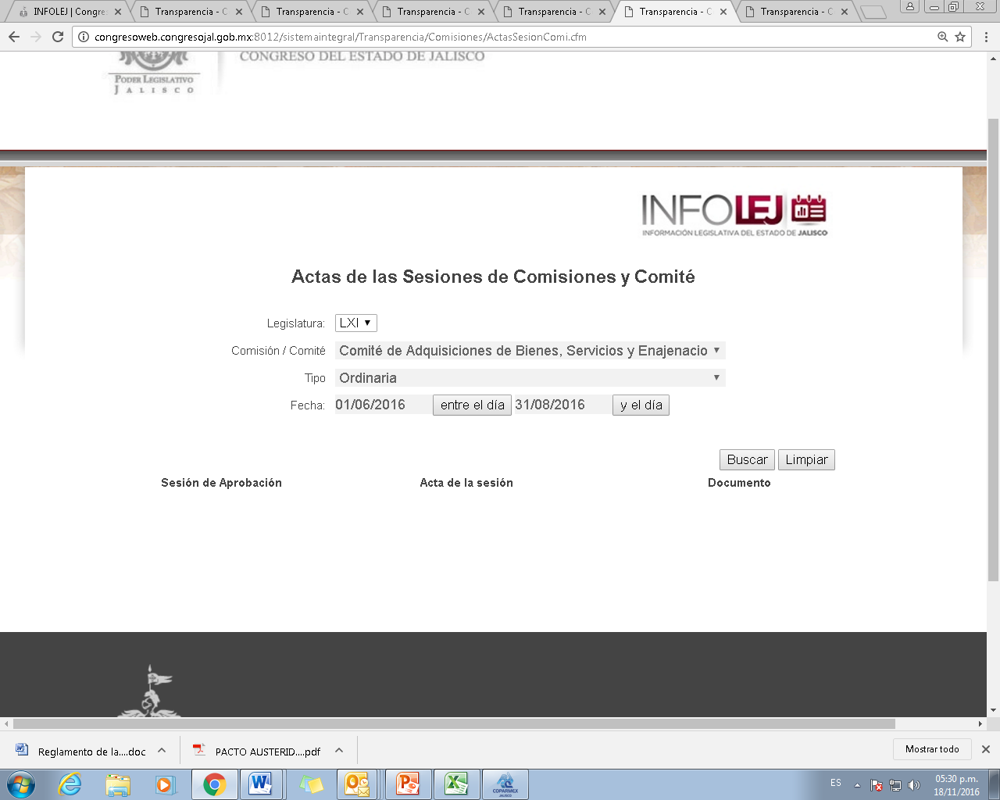 INFOLEJ | Congre
Transparencia - C
Transparencia - C
Transparencia - C
Transparencia - C
Transparencia - C
Transparencia - C
congresoweb.congresojal.gob.mx:8012/sistemaintegral/Transparencia/Comisiones/ActasSesionComi.cfm
CONGRESO DEL ESTADO DE JALISCO
PODER LEGISLATIVO
JALISCO
INFOLEJ
INFORMACIÓN LEGISLATIVA DEL ESTADO DE JALISCO
Actas de las Sesiones de Comisiones y Comité
Legislatura: LXI
Comisión / Comité Comité de Adquisiciones de Bienes, Servicios y Enajenacio
Tipo Ordinaria
Fecha: 01/06/2016 entre el día 31/08/2016 y el día
Buscar Limpiar
Sesión de Aprobación Acta de la sesión Documento
Reglamento de la....doc
PACTO AUSTERID....pdf
Mostrar todo
COPARMEX
JALISCO
ES
05:30 p.m.
18/11/2016